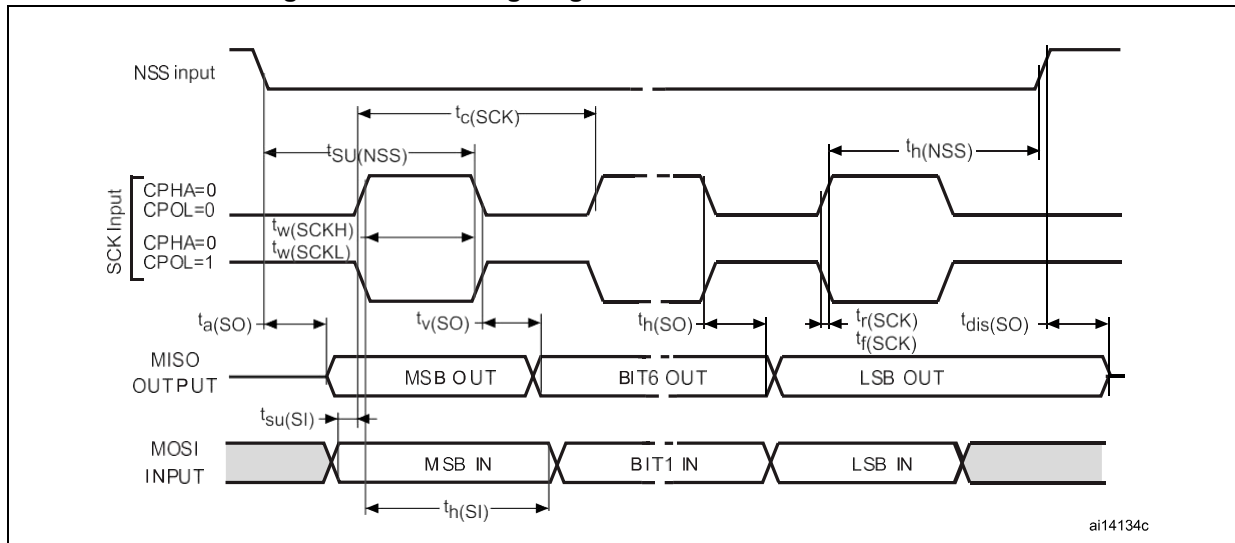 NSS input
tc(SCK)
tSU(NSS)
th(NSS)
SCK Input
CPHA=0
CPOL=0
tw(SCKH)
CPHA=0
tw(SCKL)
CPOL=1
ta(SO)
tv(SO)
th(SO)
tr(SCK)
tf(SCK)
tdis(SO)
MISO
OUTPUT
MSB OUT
BIT6 OUT
LSB OUT
tsu(SI)
MOSI
INPUT
MSB IN
BIT1 IN
LSB IN
th(SI)
ai14134c